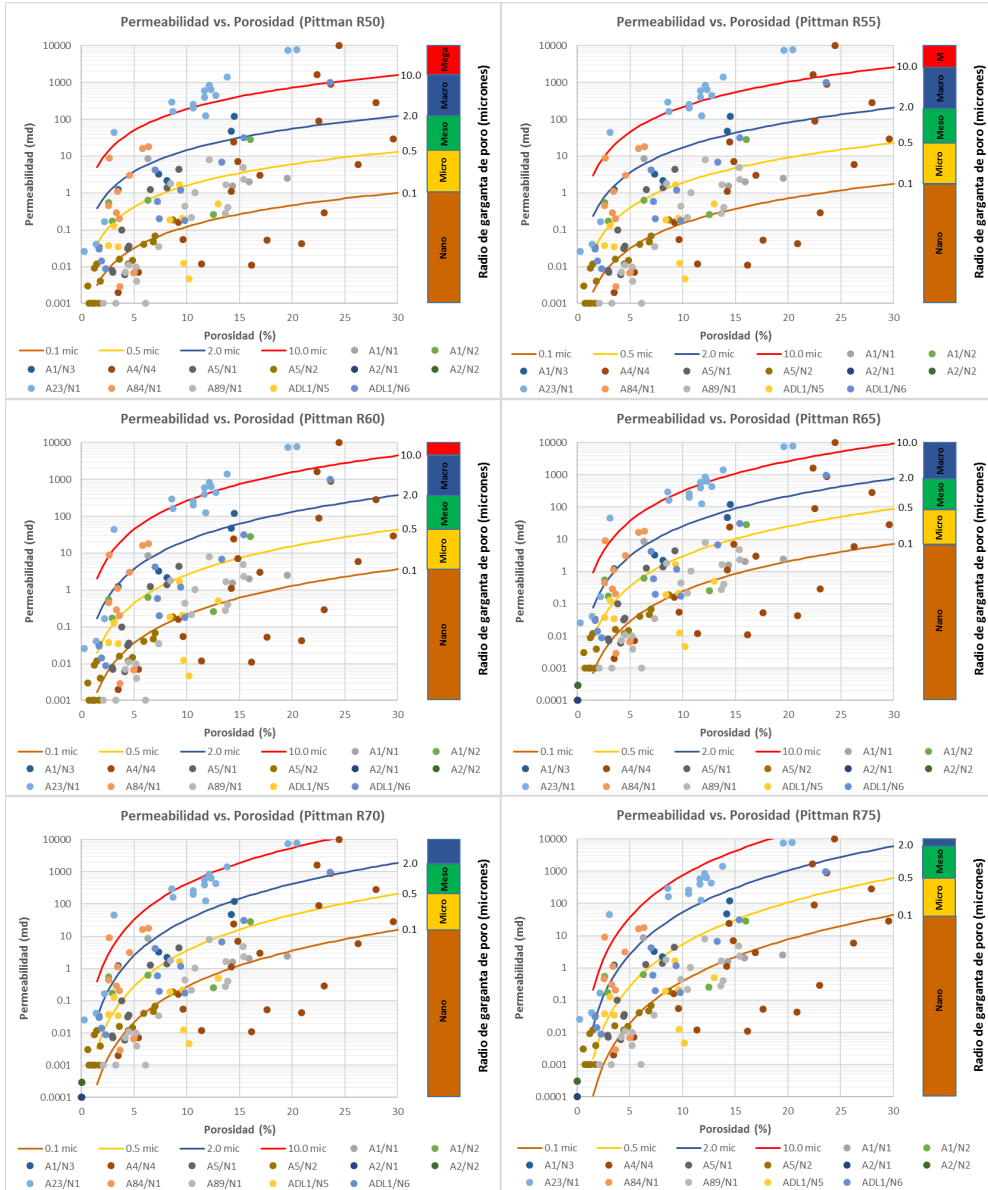 Permeabilidad vs. Porosidad (Pittman R50)
Permeabilidad (md)
10000
1000
100
10
1
0.1
0.01
0.001
0 5 10 15 20 25 30
Porosidad (%)
Mega
Macro
Meso
Micro
Nano
10.0
2.0
0.5
0.1
Radio de garganta de poro (micrones)
0.1 mic 0.5 mic 2.0 mic 10.0 mic A1/N1 A1/N2
A1/N3 A4/N4 A5/N1 A5/N2 A2/N1 A2/N2
A23/N1 A84/N1 A89/N1 ADL1/N5 ADL1/N6
Permeabilidad vs. Porosidad (Pittman R55)
Permeabilidad (md)
10000
1000
100
10
1
0.1
0.01
0.001
0 5 10 15 20 25 30
Porosidad (%)
M
Macro
Meso
Micro
Nano
10.0
2.0
0.5
0.1
Radio de garganta de poro (micrones)
0.1 mic 0.5 mic 2.0 mic 10.0 mic A1/N1 A1/N2
A1/N3 A4/N4 A5/N1 A5/N2 A2/N1 A2/N2
A23/N1 A84/N1 A89/N1 ADL1/N5 ADL1/N6
Permeabilidad vs. Porosidad (Pittman R60)
Permeabilidad (md)
10000
1000
100
10
1
0.1
0.01
0.001
0 5 10 15 20 25 30
Porosidad (%)
Macro
Meso
Micro
Nano
10.0
2.0
0.5
0.1
Radio de garganta de poro (micrones)
0.1 mic 0.5 mic 2.0 mic 10.0 mic A1/N1 A1/N2
A1/N3 A4/N4 A5/N1 A5/N2 A2/N1 A2/N2
A23/N1 A84/N1 A89/N1 ADL1/N5 ADL1/N6
Permeabilidad vs. Porosidad (Pittman R65)
Permeabilidad (md)
10000
1000
100
10
1
0.1
0.01
0.001
0.0001
0 5 10 15 20 25 30
Porosidad (%)
Macro
Meso
Micro
Nano
10.0
2.0
0.5
0.1
Radio de garganta de poro (micrones)
0.1 mic 0.5 mic 2.0 mic 10.0 mic A1/N1 A1/N2
A1/N3 A4/N4 A5/N1 A5/N2 A2/N1 A2/N2
A23/N1 A84/N1 A89/N1 ADL1/N5 ADL1/N6
Permeabilidad vs. Porosidad (Pittman R70)
Permeabilidad (md)
10000
1000
100
10
1
0.1
0.01
0.001
0.0001
0 5 10 15 20 25 30
Porosidad (%)
Meso
Micro
Nano
2.0
0.5
0.1
Radio de garganta de poro (micrones)
0.1 mic 0.5 mic 2.0 mic 10.0 mic A1/N1 A1/N2
A1/N3 A4/N4 A5/N1 A5/N2 A2/N1 A2/N2
A23/N1 A84/N1 A89/N1 ADL1/N5 ADL1/N6
Permeabilidad vs. Porosidad (Pittman R75)
Permeabilidad (md)
10000
1000
100
10
1
0.1
0.01
0.001
0.0001
0 5 10 15 20 25 30
Porosidad (%)
Meso
Micro
Nano
2.0
0.5
0.1
Radio de garganta de poro (micrones)
0.1 mic 0.5 mic 2.0 mic 10.0 mic A1/N1 A1/N2
A1/N3 A4/N4 A5/N1 A5/N2 A2/N1 A2/N2
A23/N1 A84/N1 A89/N1 ADL1/N5 ADL1/N6